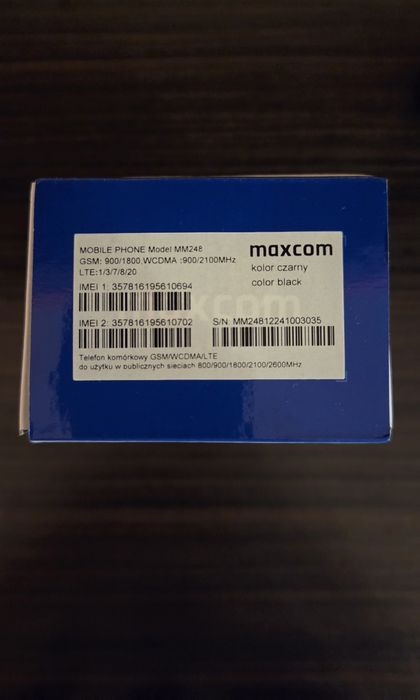 MOBILE PHONE Model MM248
GSM: 900/1800,WCDMA :900/2100MHz
LTE:1/3/7/8/20
maxcom
kolor czarny
color black
IMEI 1: 357816195610694
IMEI 2: 357816195610702
S/N: MM24812241003035
Telefon komórkowy GSM/WCDMA/LTE
do użytku w publicznych sieciach 800/900/1800/2100/2600MHz
maxcom